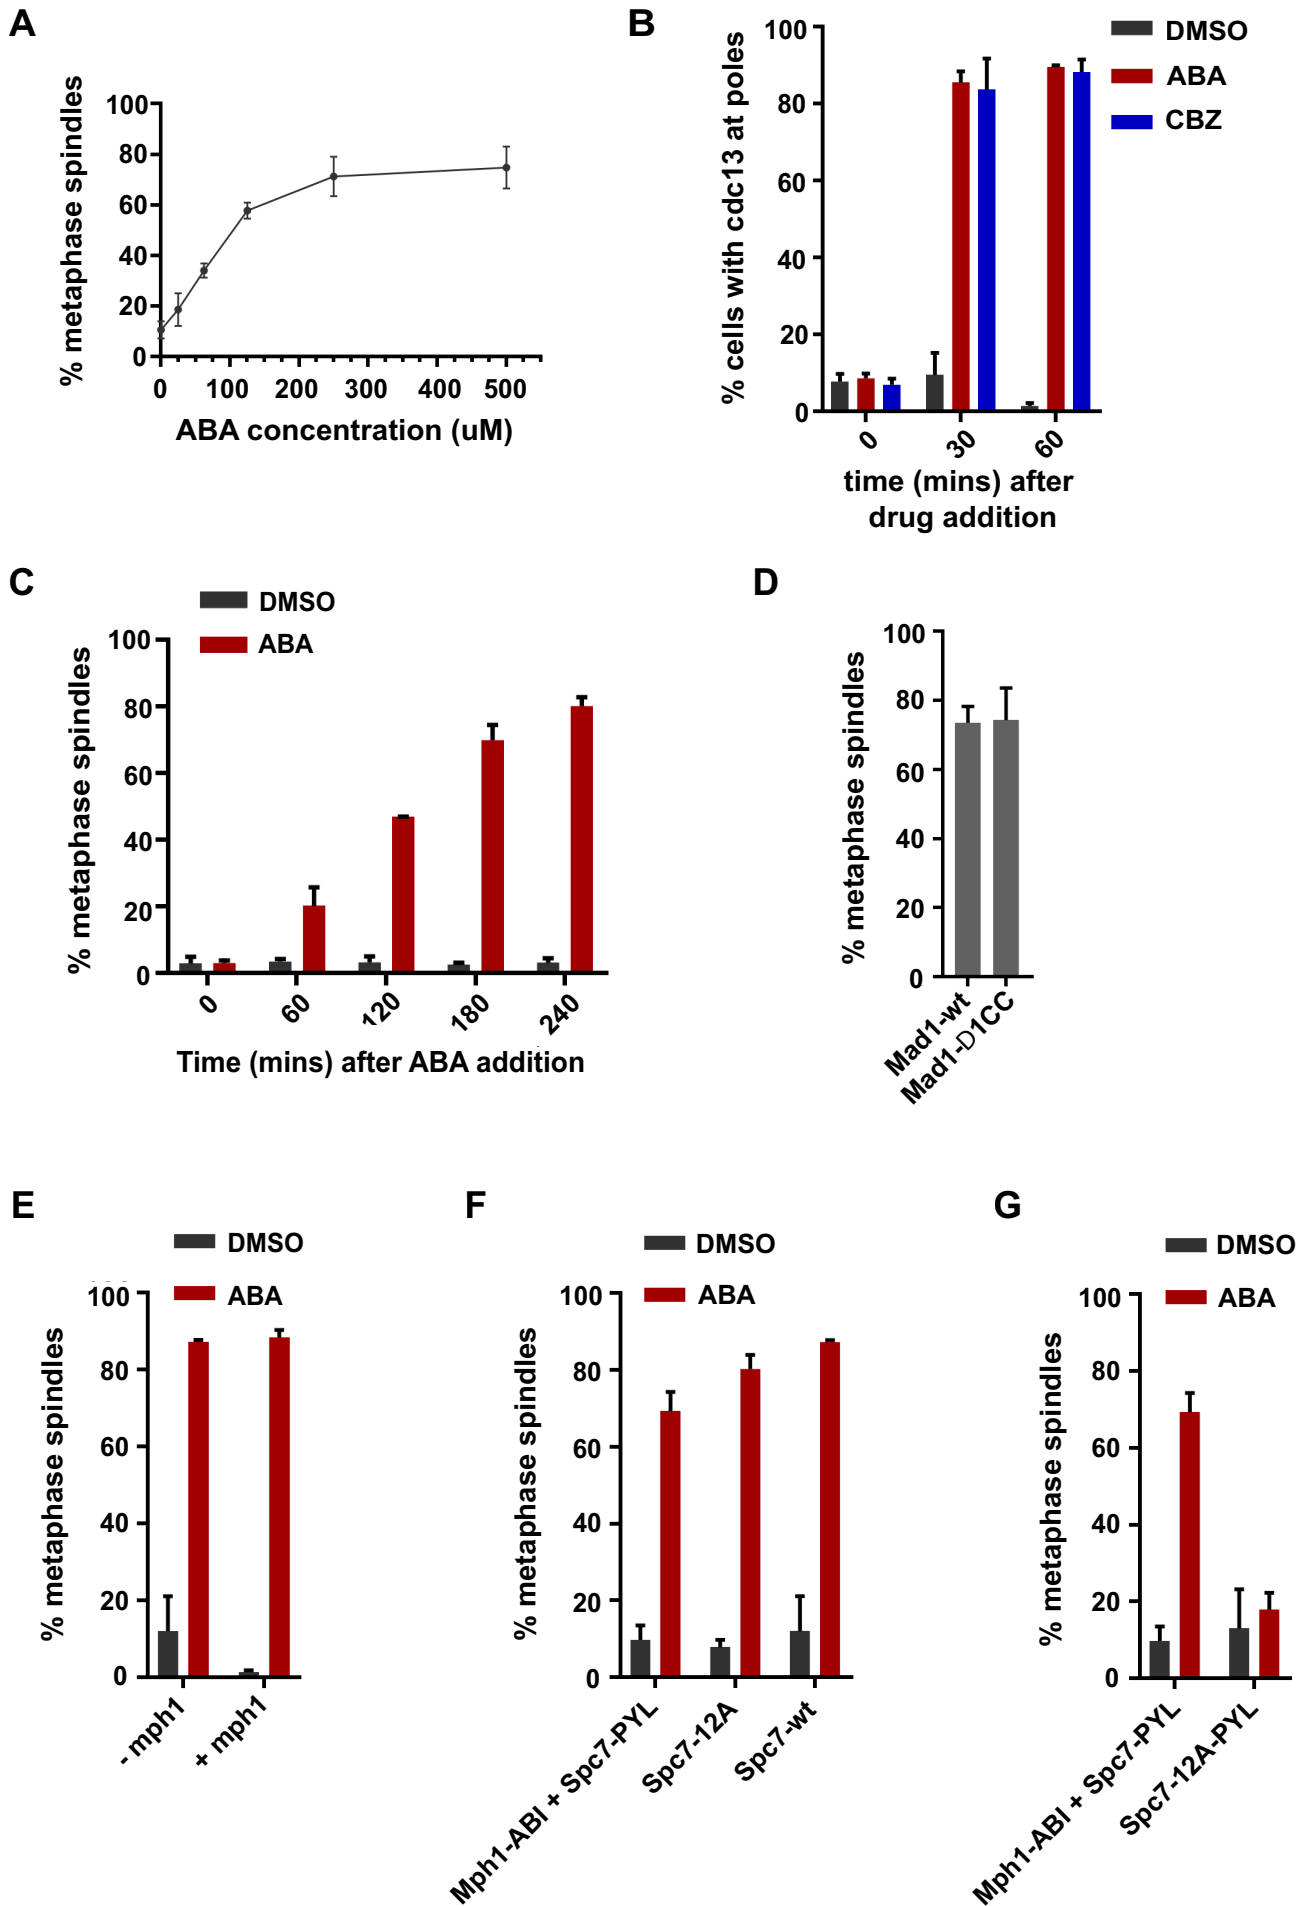 A
% metaphase spindles
100
80
60
40
20
0
0 100 200 300 400 500
ABA concentration (uM)
B
DMSO
ABA
CBZ
% cells with cdc13 at poles
100
80
60
40
20
0
0 30 60
time (mins) after
drug addition
C
DMSO
ABA
% metaphase spindles
100
80
60
40
20
0
0 60 120 180 240
Time (mins) after ABA addition
D
% metaphase spindles
100
80
60
40
20
0
Mad1-wt
Mad1-D1CC
E
DMSO
ABA
% metaphase spindles
100
80
60
40
20
0
- mph1
+ mph1
F
DMSO
ABA
% metaphase spindles
100
80
60
40
20
0
Mph1-ABI + Spc7-PYL
Spc7-12A
Spc7-wt
G
DMSO
ABA
% metaphase spindles
100
80
60
40
20
0
Mph1-ABI + Spc7-PYL
Spc7-12A-PYL